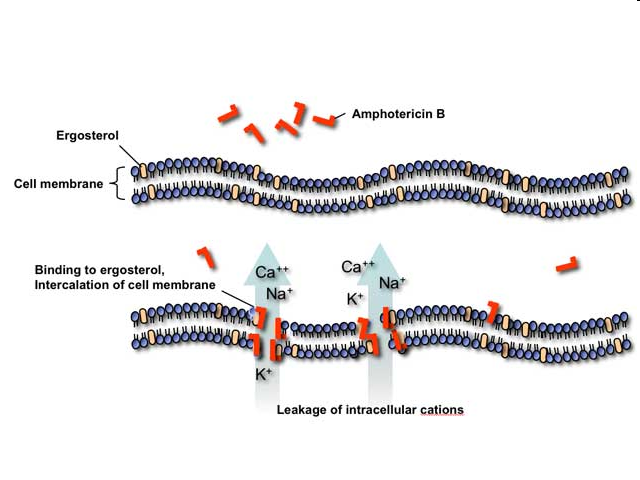 Amphotericin B
Ergosterol
Cell membrane
Binding to ergosterol,
Intercalation of cell membrane
Ca++
Na+
K+
Ca++
Na+
K+
Leakage of intracellular cations